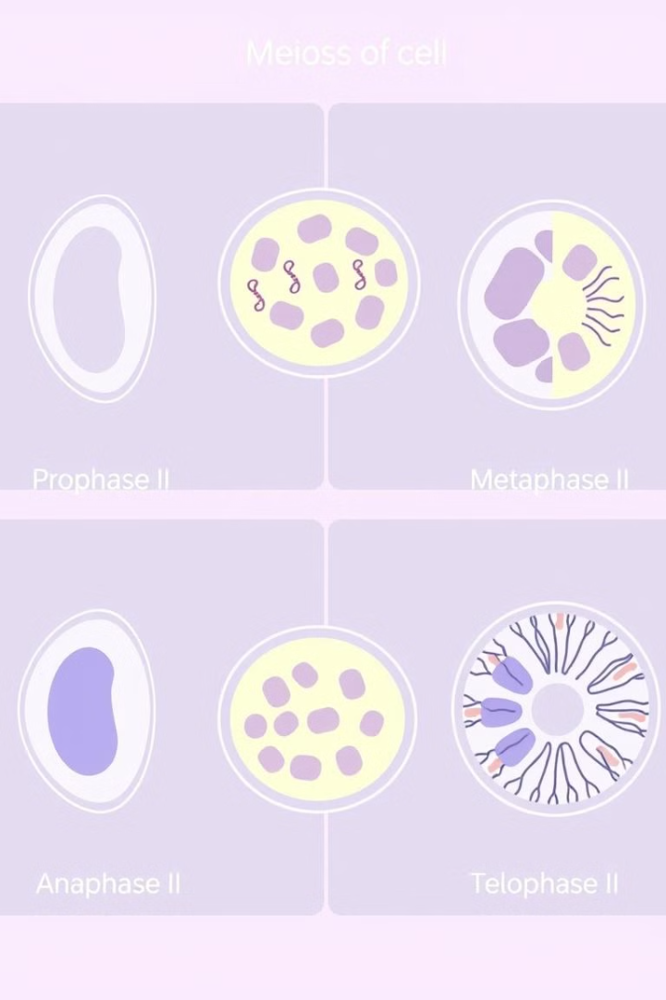 Meioss of cell
Prophase II
Metaphase II
Anaphase II
Telophase II